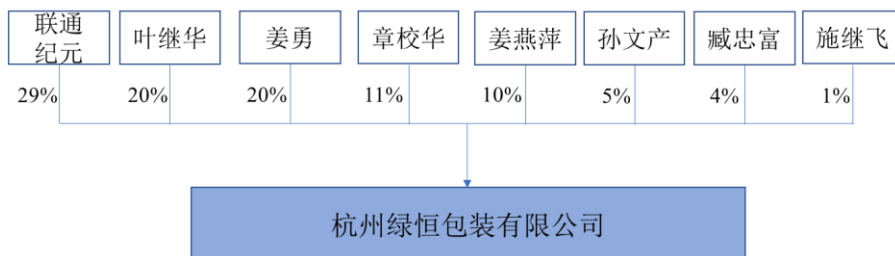 联通
纪元
叶继华
姜勇
章校华
姜燕萍
孙文产
臧忠富
施继飞
29%
20%
20%
11%
10%
5%
4%
1%
杭州绿恒包装有限公司